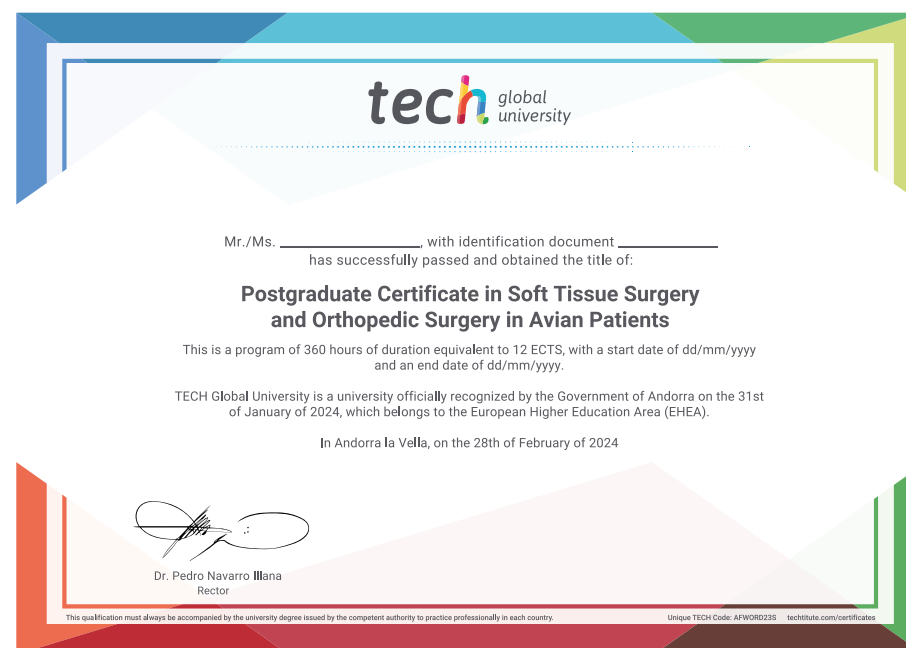 tech global university
Mr./Ms. ____________________, with identification document ______________
has successfully passed and obtained the title of:
Postgraduate Certificate in Soft Tissue Surgery
and Orthopedic Surgery in Avian Patients
This is a program of 360 hours of duration equivalent to 12 ECTS, with a start date of dd/mm/yyyy
and an end date of dd/mm/yyyy.
TECH Global University is a university officially recognized by the Government of Andorra on the 31st
of January of 2024, which belongs to the European Higher Education Area (EHEA).
In Andorra la Vella, on the 28th of February of 2024
Dr. Pedro Navarro Illana
Rector
This qualification must always be accompanied by the university degree issued by the competent authority to practice professionally in each country.
Unique TECH Code: AFWORD23S techtitute.com/certificates